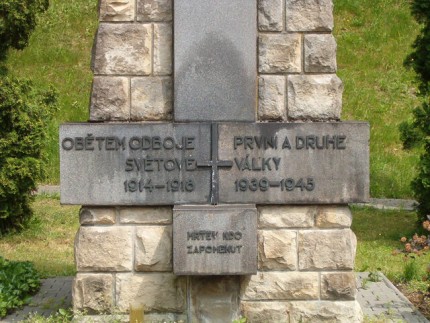 OBĚTEM ODBOJE PRVNÍ A DRUHÉ
SVĚTOVÉ VÁLKY
1914–1918 1939–1945
MRTEV KDO
ZAPOMENUT